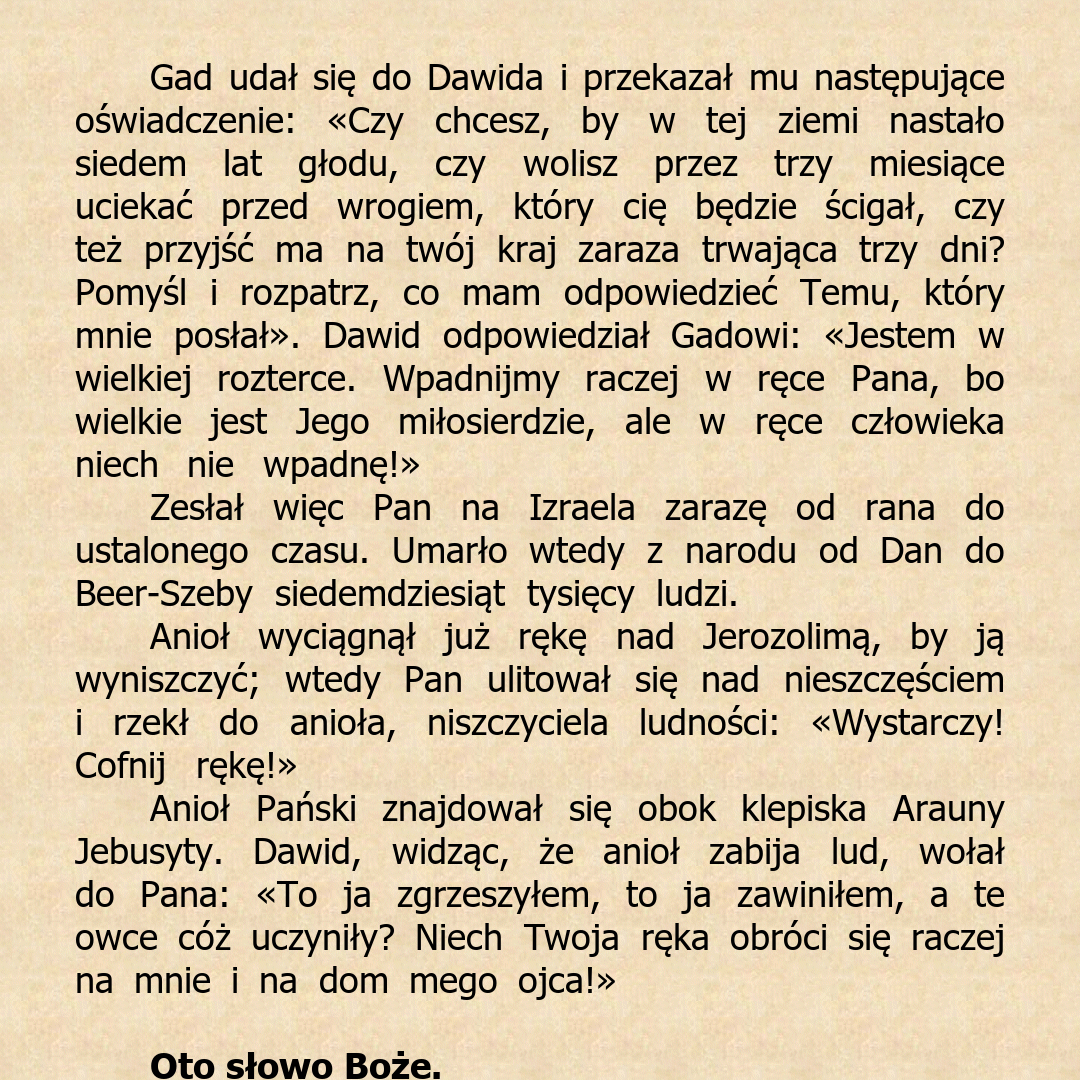 Gad udał się do Dawida i przekazał mu następujące
oświadczenie: «Czy chcesz, by w tej ziemi nastało
siedem lat głodu, czy wolisz przez trzy miesiące
uciekać przed wrogiem, który cię będzie ścigał, czy
też przyjść ma na twój kraj zaraza trwająca trzy dni?
Pomyśl i rozpatrz, co mam odpowiedzieć Temu, który
mnie posłał». Dawid odpowiedział Gadowi: «Jestem w
wielkiej rozterce. Wpadnijmy raczej w ręce Pana, bo
wielkie jest Jego miłosierdzie, ale w ręce człowieka
niech nie wpadnę!»
Zesłał więc Pan na Izraela zarazę od rana do
ustalonego czasu. Umarło wtedy z narodu od Dan do
Beer-Szeby siedemdziesiąt tysięcy ludzi.
Anioł wyciągnął już rękę nad Jerozolimą, by ją
wyniszczyć; wtedy Pan ulitował się nad nieszczęściem
i rzekł do anioła, niszczyciela ludności: «Wystarczy!
Cofnij rękę!»
Anioł Pański znajdował się obok klepiska Arauny
Jebusyty. Dawid, widząc, że anioł zabija lud, wołał
do Pana: «To ja zgrzeszyłem, to ja zawiniłem, a te
owce cóż uczyniły? Niech Twoja ręka obróci się raczej
na mnie i na dom mego ojca!»
Oto słowo Boże.